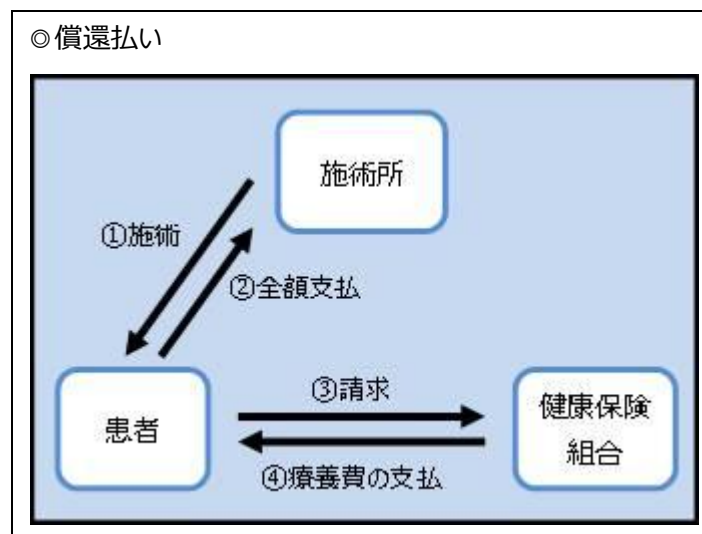 ◎償還払い
施術所
①施術
②全額支払
患者
③請求
④療養費の支払
健康保険
組合